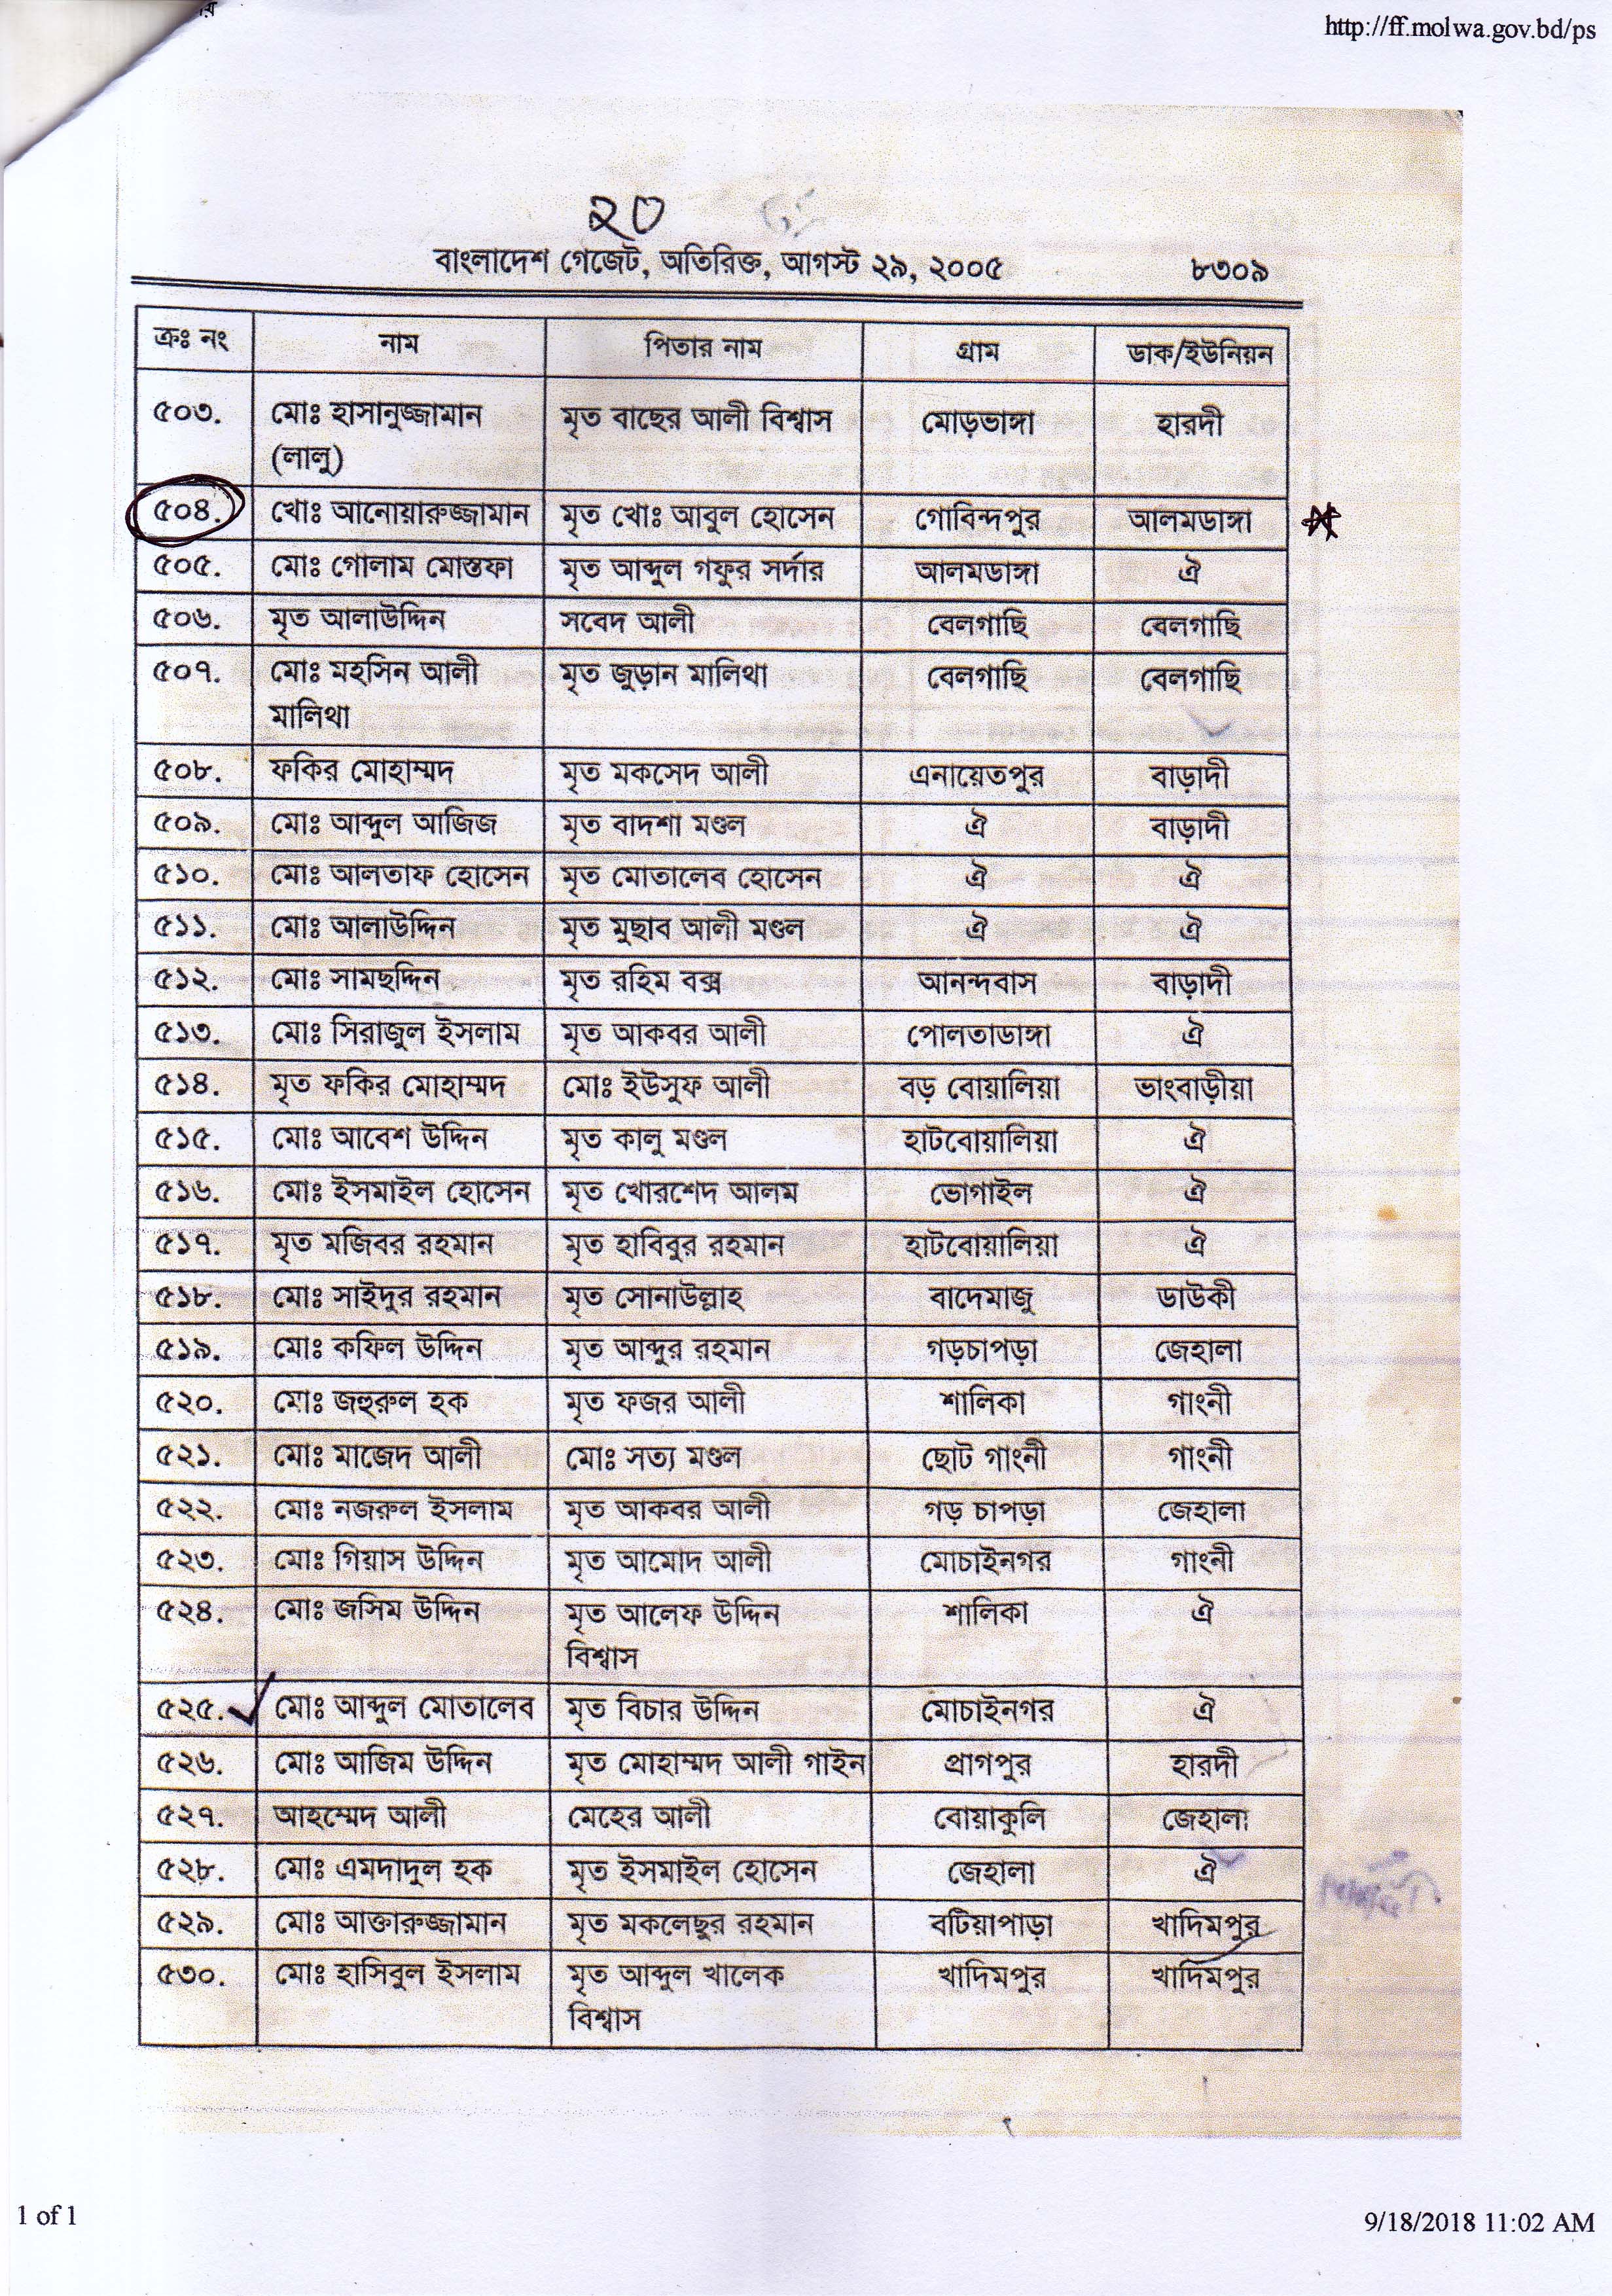 http://ff.molwa.gov.bd/ps
২০
বাংলাদেশ গেজেট, অতিরিক্ত, আগস্ট ২৯, ২০০৫ ৮৩০৯
ক্রঃ নং নাম পিতার নাম গ্রাম ডাক/ইউনিয়ন
৫০৩. মোঃ হাসানুজ্জামান মৃত বাছের আলী বিশ্বাস মোড়ভাঙ্গা হারদী
(লালু)
৫০৪. খোঃ আনোয়ারুজ্জামান মৃত খোঃ আবুল হোসেন গোবিন্দপুর আলমডাঙ্গা
৫০৫. মোঃ গোলাম মোস্তফা মৃত আব্দুল গফুর সর্দার আলমডাঙ্গা ঐ
৫০৬. মৃত আলাউদ্দিন সবেদ আলী বেলগাছি বেলগাছি
৫০৭. মোঃ মহসিন আলী মৃত জুড়ান মালিথা বেলগাছি বেলগাছি
মালিথা
৫০৮. ফকির মোহাম্মদ মৃত মকসেদ আলী এনায়েতপুর বাড়াদী
৫০৯. মোঃ আব্দুল আজিজ মৃত বাদশা মণ্ডল ঐ বাড়াদী
৫১০. মোঃ আলতাফ হোসেন মৃত মোতালেব হোসেন ঐ ঐ
৫১১. মোঃ আলাউদ্দিন মৃত মুছাব আলী মণ্ডল ঐ ঐ
৫১২. মোঃ সামছদ্দিন মৃত রহিম বক্স আনন্দবাস বাড়াদী
৫১৩. মোঃ সিরাজুল ইসলাম মৃত আকবর আলী পোলতাডাঙ্গা ঐ
৫১৪. মৃত ফকির মোহাম্মদ মোঃ ইউসুফ আলী বড় বোয়ালিয়া ভাংবাড়ীয়া
৫১৫. মোঃ আবেশ উদ্দিন মৃত কালু মণ্ডল হাটবোয়ালিয়া ঐ
৫১৬. মোঃ ইসমাইল হোসেন মৃত খোরশেদ আলম ভোগাইল ঐ
৫১৭. মৃত মজিবর রহমান মৃত হাবিবুর রহমান হাটবোয়ালিয়া ঐ
৫১৮. মোঃ সাইদুর রহমান মৃত সোনাউল্লাহ বাদেমাজু ডাউকী
৫১৯. মোঃ কফিল উদ্দিন মৃত আব্দুর রহমান গড়চাপড়া জেহালা
৫২০. মোঃ জহুরুল হক মৃত ফজর আলী শালিকা গাংনী
৫২১. মোঃ মাজেদ আলী মোঃ সত্য মণ্ডল ছোট গাংনী গাংনী
৫২২. মোঃ নজরুল ইসলাম মৃত আকবর আলী গড় চাপড়া জেহালা
৫২৩. মোঃ গিয়াস উদ্দিন মৃত আমোদ আলী মোচাইনগর গাংনী
৫২৪. মোঃ জসিম উদ্দিন মৃত আলেফ উদ্দিন শালিকা ঐ
বিশ্বাস
৫২৫. মোঃ আব্দুল মোতালেব মৃত বিচার উদ্দিন মোচাইনগর ঐ
৫২৬. মোঃ আজিম উদ্দিন মৃত মোহাম্মদ আলী গাইন প্রাগপুর হারদী
৫২৭. আহম্মেদ আলী মেহের আলী বোয়াকুলি জেহালা
৫২৮. মোঃ এমদাদুল হক মৃত ইসমাইল হোসেন জেহালা ঐ
৫২৯. মোঃ আক্তারুজ্জামান মৃত মকলেছুর রহমান বটিয়াপাড়া খাদিমপুর
৫৩০. মোঃ হাসিবুল ইসলাম মৃত আব্দুল খালেক খাদিমপুর খাদিমপুর
বিশ্বাস
1 of 1 9/18/2018 11:02 AM